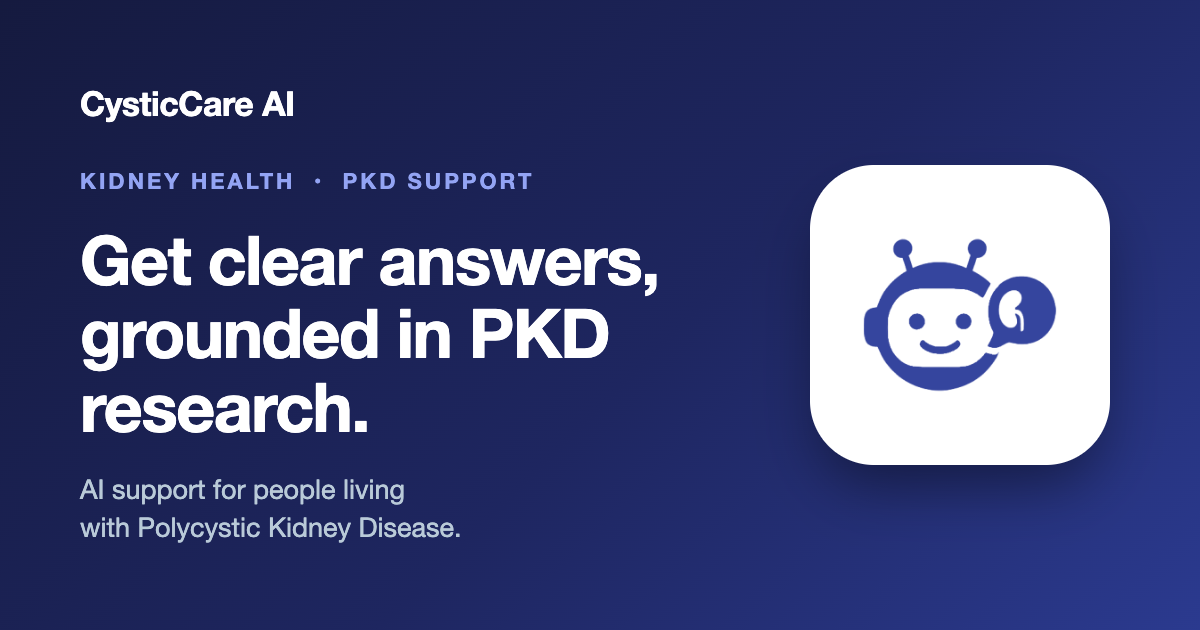 CysticCare AI
KIDNEY HEALTH · PKD SUPPORT
Get clear answers,
grounded in PKD
research.
AI support for people living
with Polycystic Kidney Disease.